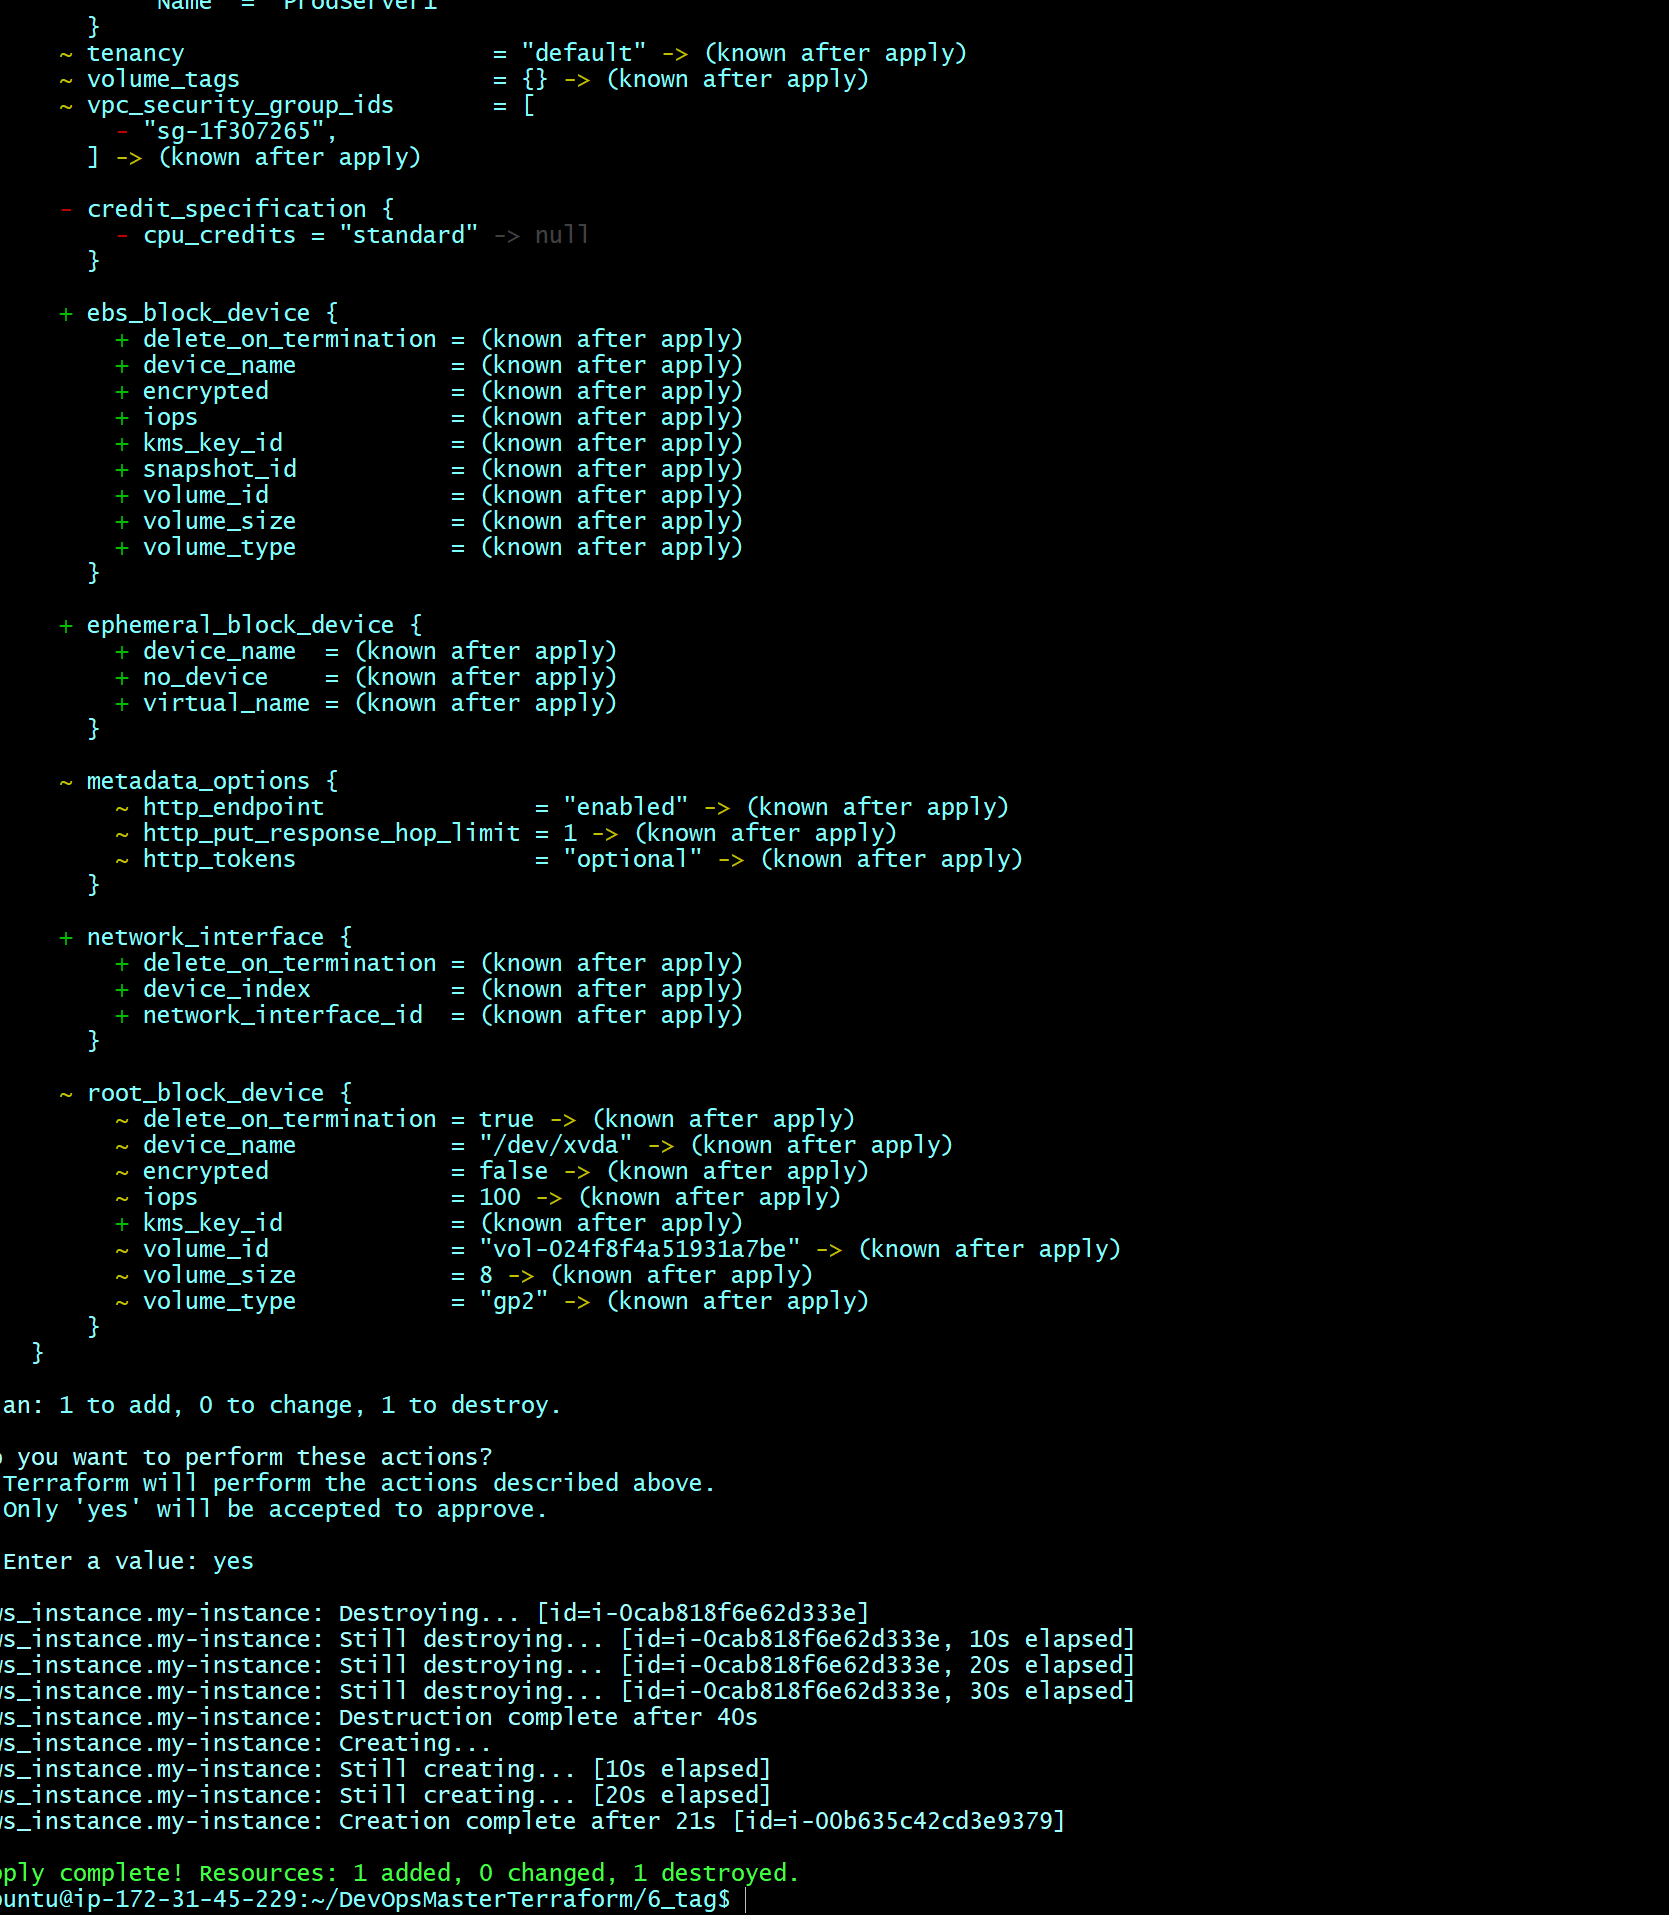 Name = "ProdServer1"
}
~ tenancy = "default" -> (known after apply)
~ volume_tags = {} -> (known after apply)
~ vpc_security_group_ids = [
- "sg-1f307265",
] -> (known after apply)
- credit_specification {
- cpu_credits = "standard" -> null
}
+ ebs_block_device {
+ delete_on_termination = (known after apply)
+ device_name = (known after apply)
+ encrypted = (known after apply)
+ iops = (known after apply)
+ kms_key_id = (known after apply)
+ snapshot_id = (known after apply)
+ volume_id = (known after apply)
+ volume_size = (known after apply)
+ volume_type = (known after apply)
}
+ ephemeral_block_device {
+ device_name = (known after apply)
+ no_device = (known after apply)
+ virtual_name = (known after apply)
}
~ metadata_options {
~ http_endpoint = "enabled" -> (known after apply)
~ http_put_response_hop_limit = 1 -> (known after apply)
~ http_tokens = "optional" -> (known after apply)
}
+ network_interface {
+ delete_on_termination = (known after apply)
+ device_index = (known after apply)
+ network_interface_id = (known after apply)
}
~ root_block_device {
~ delete_on_termination = true -> (known after apply)
~ device_name = "/dev/xvda" -> (known after apply)
~ encrypted = false -> (known after apply)
~ iops = 100 -> (known after apply)
+ kms_key_id = (known after apply)
~ volume_id = "vol-024f8f4a51931a7be" -> (known after apply)
~ volume_size = 8 -> (known after apply)
~ volume_type = "gp2" -> (known after apply)
}
}
an: 1 to add, 0 to change, 1 to destroy.
o you want to perform these actions?
Terraform will perform the actions described above.
Only 'yes' will be accepted to approve.
Enter a value: yes
ws_instance.my-instance: Destroying... [id=i-0cab818f6e62d333e]
ws_instance.my-instance: Still destroying... [id=i-0cab818f6e62d333e, 10s elapsed]
ws_instance.my-instance: Still destroying... [id=i-0cab818f6e62d333e, 20s elapsed]
ws_instance.my-instance: Still destroying... [id=i-0cab818f6e62d333e, 30s elapsed]
ws_instance.my-instance: Destruction complete after 40s
ws_instance.my-instance: Creating...
ws_instance.my-instance: Still creating... [10s elapsed]
ws_instance.my-instance: Still creating... [20s elapsed]
ws_instance.my-instance: Creation complete after 21s [id=i-00b635c42cd3e9379]
pply complete! Resources: 1 added, 0 changed, 1 destroyed.
buntu@ip-172-31-45-229:~/DevOpsMasterTerraform/6_tag$